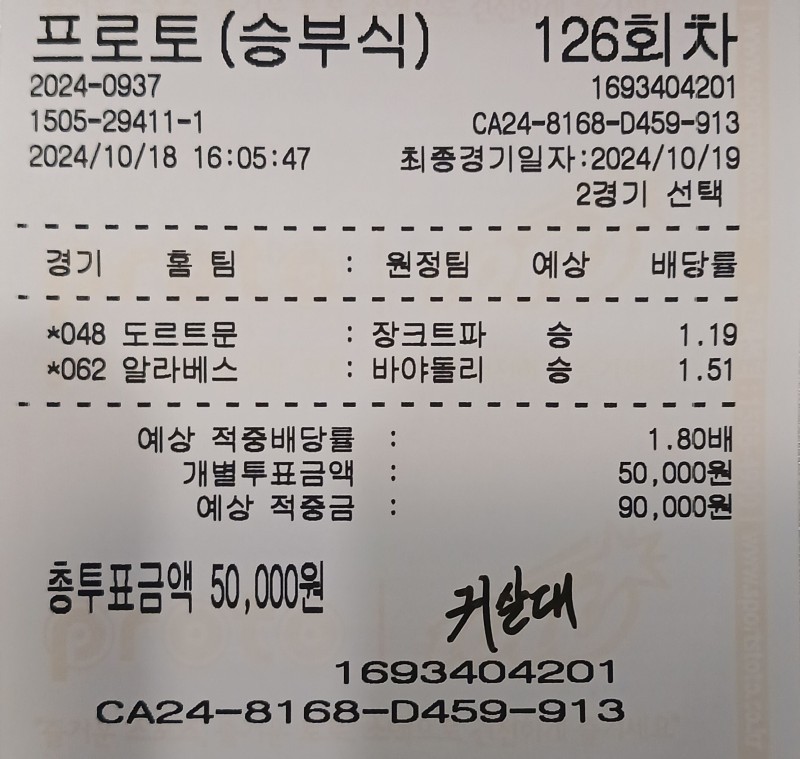 프로토(승부식) 126회차
2024-0937 1693404201
1505-29411-1 CA24-8168-D459-913
2024/10/18 16:05:47 최종경기일자:2024/10/19
2경기 선택
경기 홈 팀 : 원정팀 예상 배당률
*048 도르트문 : 장크트파 승 1.19
*062 알라베스 : 바야돌리 승 1.51
예상 적중배당률 : 1.80배
개별투표금액 : 50,000원
예상 적중금 : 90,000원
총투표금액 50,000원
커산대
1693404201
CA24-8168-D459-913